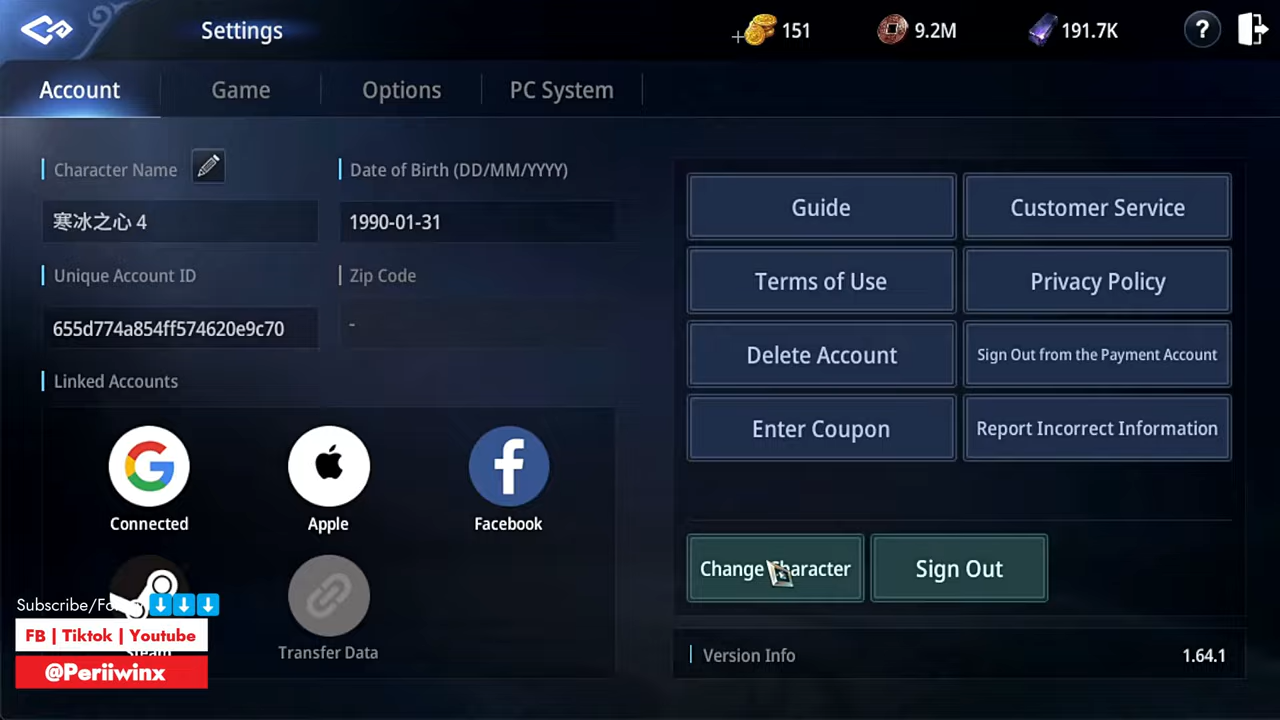 Settings
151
9.2M
191.7K
?
Account
Game
Options
PC System
Character Name
Date of Birth (DD/MM/YYYY)
寒冰之心 4
1990-01-31
Unique Account ID
Zip Code
655d774a854ff574620e9c70
-
Linked Accounts
Connected
Apple
Facebook
Steam
Transfer Data
Guide
Customer Service
Terms of Use
Privacy Policy
Delete Account
Sign Out from the Payment Account
Enter Coupon
Report Incorrect Information
Change Character
Sign Out
Version Info
1.64.1
FB | Tiktok | Youtube
@Periiwinx